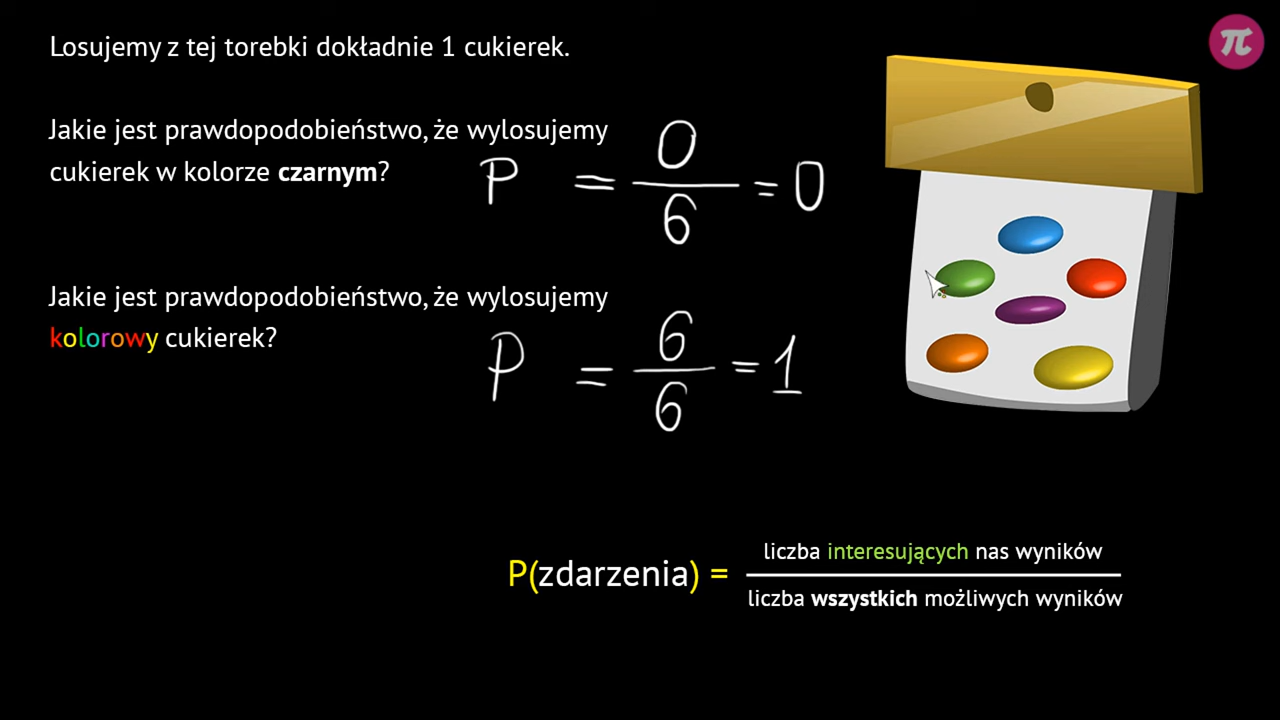 Losujemy z tej torebki dokładnie 1 cukierek.
Jakie jest prawdopodobieństwo, że wylosujemy
cukierek w kolorze czarnym?
P = 0/6 = 0
Jakie jest prawdopodobieństwo, że wylosujemy
kolorowy cukierek?
P = 6/6 = 1
P(zdarzenia) =
liczba interesujących nas wyników
liczba wszystkich możliwych wyników
π